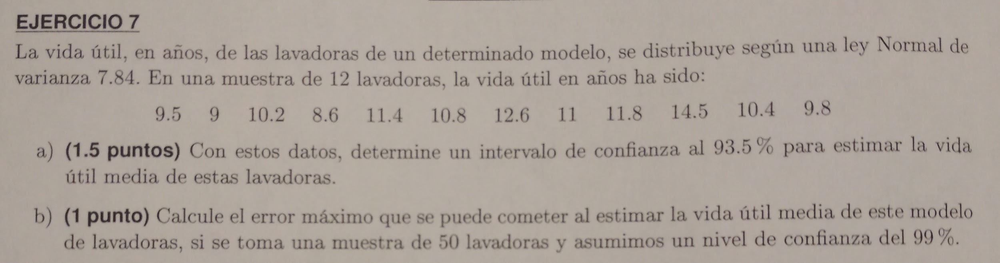 EJERCICIO 7
La vida útil, en años, de las lavadoras de un determinado modelo, se distribuye según una ley Normal de
varianza 7.84. En una muestra de 12 lavadoras, la vida útil en años ha sido:
9.5 9 10.2 8.6 11.4 10.8 12.6 11 11.8 14.5 10.4 9.8
a) (1.5 puntos) Con estos datos, determine un intervalo de confianza al 93.5% para estimar la vida
útil media de estas lavadoras.
b) (1 punto) Calcule el error máximo que se puede cometer al estimar la vida útil media de este modelo
de lavadoras, si se toma una muestra de 50 lavadoras y asumimos un nivel de confianza del 99%.